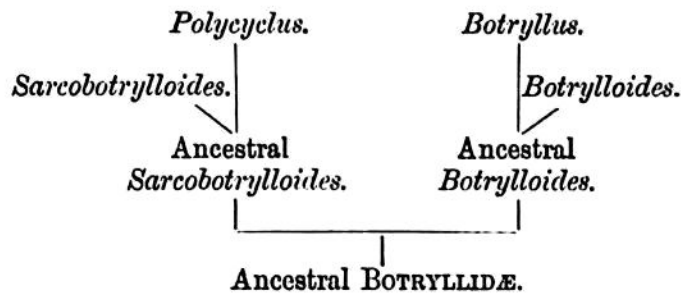 Polycyclus. Botryllus.
Sarcobotrylloides. Botrylloides.
Ancestral Ancestral
Sarcobotrylloides. Botrylloides.
Ancestral BOTRYLLIDÆ.